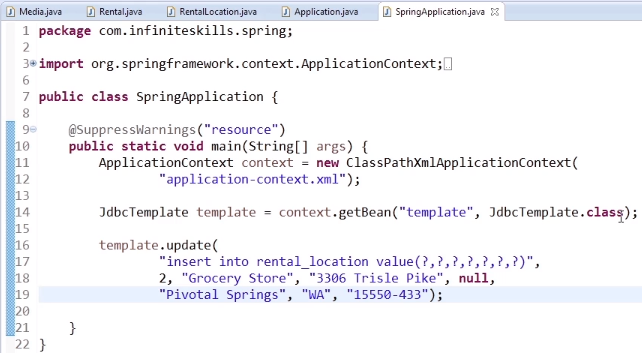 Media.java Rental.java RentalLocation.java Application.java SpringApplication.java
1 package com.infiniteskills.spring;
2
3 import org.springframework.context.ApplicationContext;
6
7 public class SpringApplication {
8
9 @SuppressWarnings("resource")
10 public static void main(String[] args) {
11 ApplicationContext context = new ClassPathXmlApplicationContext(
12 "application-context.xml");
13
14 JdbcTemplate template = context.getBean("template", JdbcTemplate.class);
15
16 template.update(
17 "insert into rental_location value(?,?,?,?,?,?,?)",
18 2, "Grocery Store", "3306 Trisle Pike", null,
19 "Pivotal Springs", "WA", "15550-433");
20
21 }
22 }